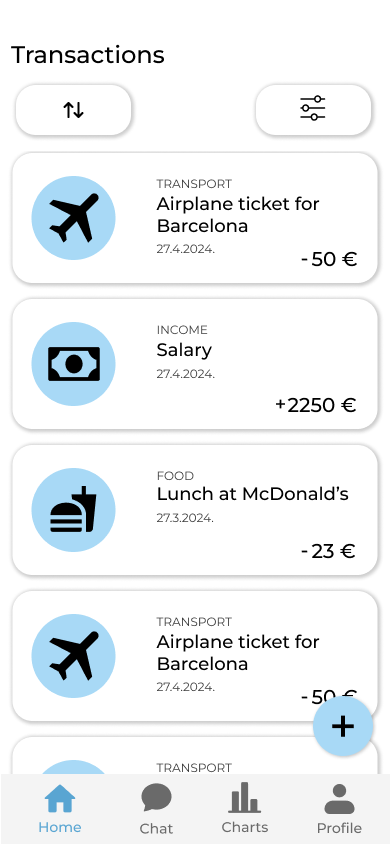 Transactions
TRANSPORT
Airplane ticket for
Barcelona
27.4.2024.
- 50 €
INCOME
Salary
27.4.2024.
+2250 €
FOOD
Lunch at McDonald’s
27.3.2024.
- 23 €
TRANSPORT
Airplane ticket for
Barcelona
27.4.2024.
- 50 €
TRANSPORT
Home
Chat
Charts
Profile